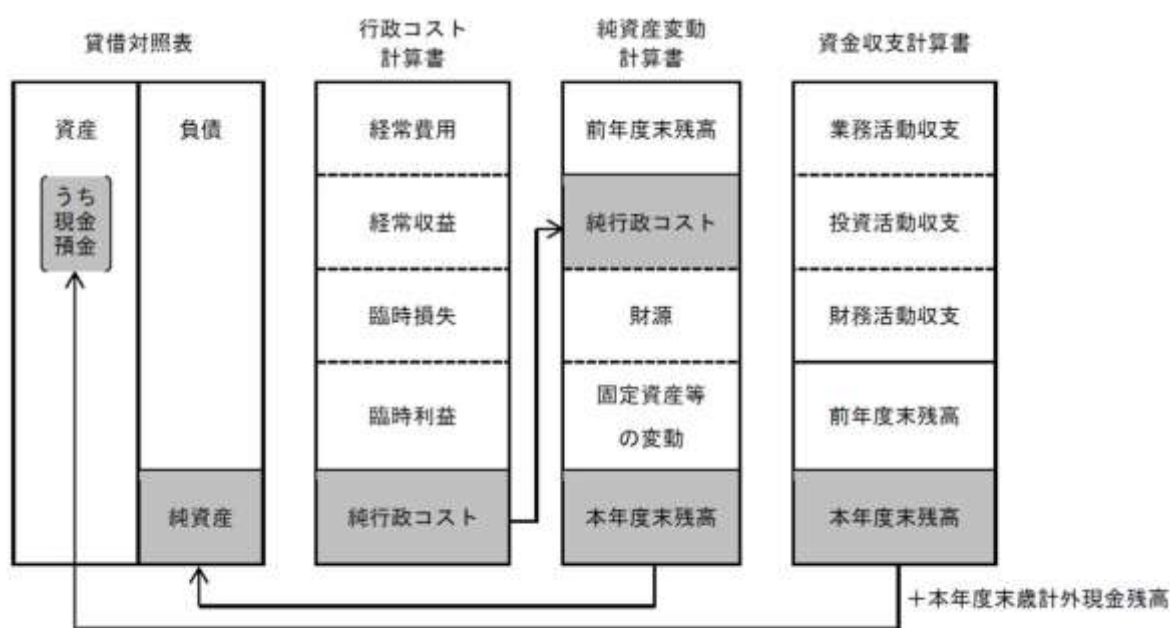 貸借対照表
行政コスト
計算書
純資産変動
計算書
資金収支計算書
資産
負債
うち
現金
預金
純資産
経常費用
経常収益
臨時損失
臨時利益
純行政コスト
前年度末残高
純行政コスト
財源
固定資産等
の変動
本年度末残高
業務活動収支
投資活動収支
財務活動収支
前年度末残高
本年度末残高
＋本年度末歳計外現金残高